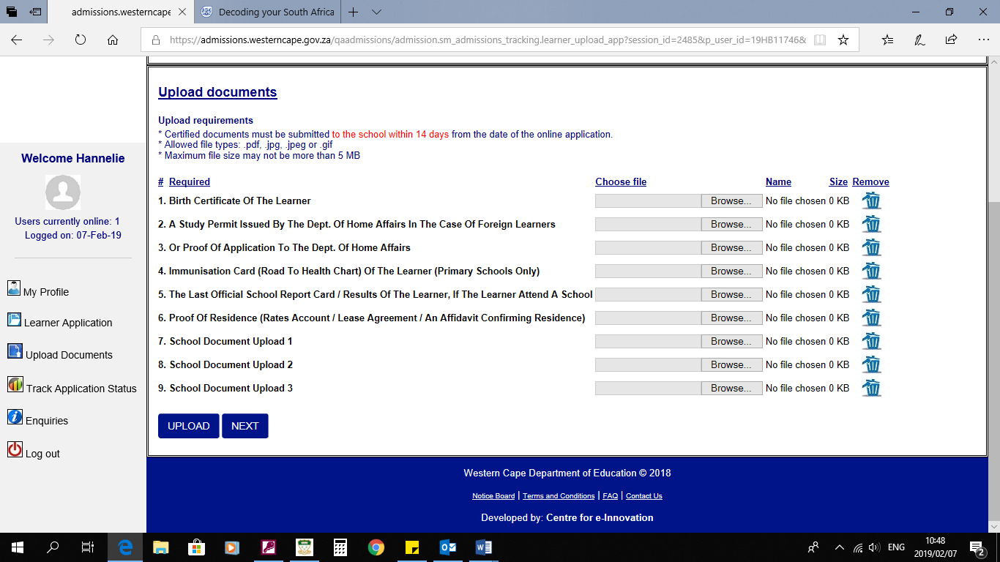 admissions.westerncape
Decoding your South Africa
https://admissions.westerncape.gov.za/qaadmissions/admission.sm_admissions_tracking.learner_upload_app?session_id=2485&p_user_id=19HB11746&
Welcome Hannelie
Users currently online: 1
Logged on: 07-Feb-19
My Profile
Learner Application
Upload Documents
Track Application Status
Enquiries
Log out
Upload documents
Upload requirements
* Certified documents must be submitted to the school within 14 days from the date of the online application.
* Allowed file types: .pdf, .jpg, .jpeg or .gif
* Maximum file size may not be more than 5 MB
# Required Choose file Name Size Remove
1. Birth Certificate Of The Learner Browse... No file chosen 0 KB
2. A Study Permit Issued By The Dept. Of Home Affairs In The Case Of Foreign Learners Browse... No file chosen 0 KB
3. Or Proof Of Application To The Dept. Of Home Affairs Browse... No file chosen 0 KB
4. Immunisation Card (Road To Health Chart) Of The Learner (Primary Schools Only) Browse... No file chosen 0 KB
5. The Last Official School Report Card / Results Of The Learner, If The Learner Attend A School Browse... No file chosen 0 KB
6. Proof Of Residence (Rates Account / Lease Agreement / An Affidavit Confirming Residence) Browse... No file chosen 0 KB
7. School Document Upload 1 Browse... No file chosen 0 KB
8. School Document Upload 2 Browse... No file chosen 0 KB
9. School Document Upload 3 Browse... No file chosen 0 KB
UPLOAD NEXT
Western Cape Department of Education © 2018
Notice Board | Terms and Conditions | FAQ | Contact Us
Developed by: Centre for e-Innovation
ENG
10:48
2019/02/07
2